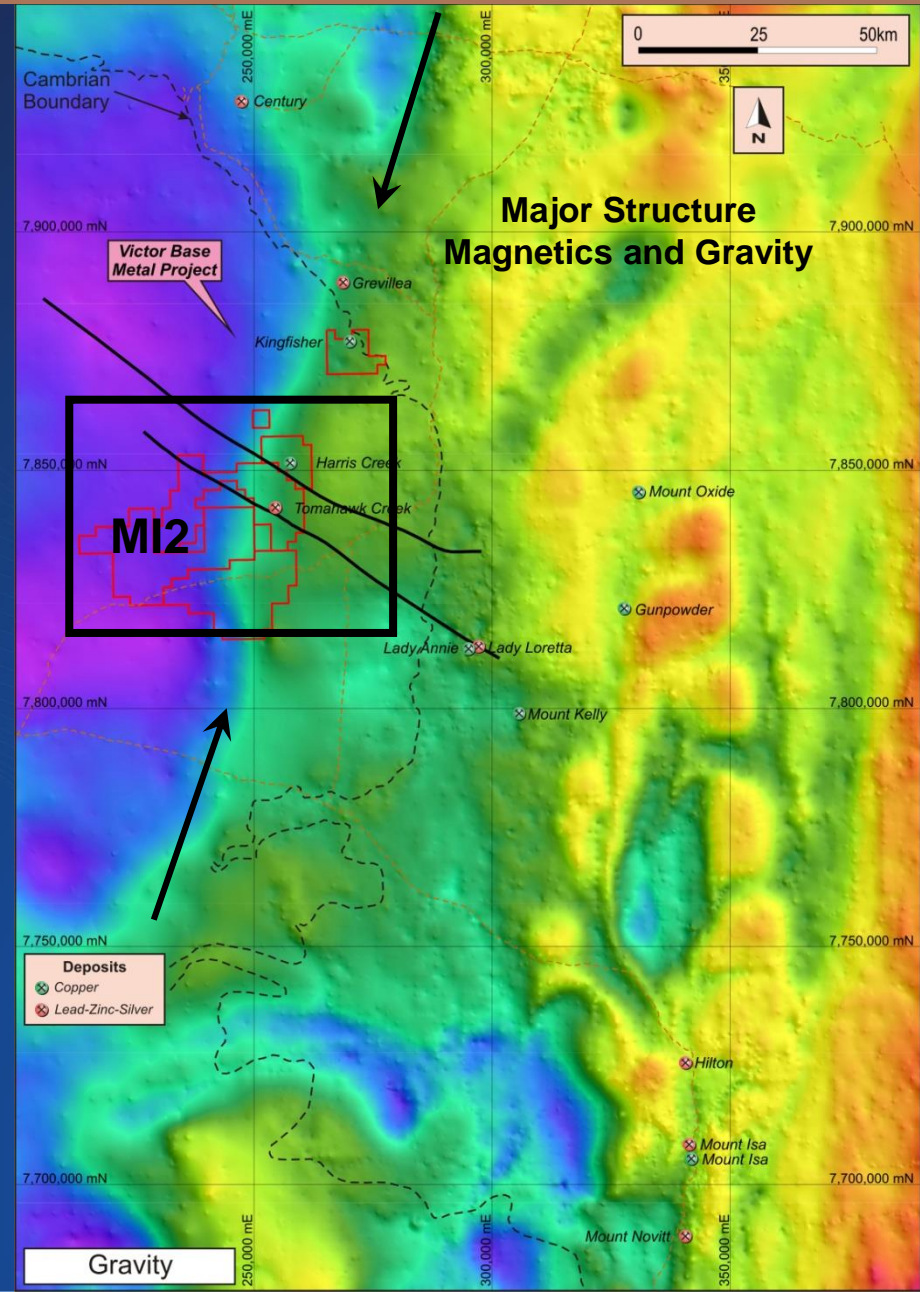 0 25 50km
250,000 mE
300,000 mE
35
N
Cambrian
Boundary
Century
Major Structure
Magnetics and Gravity
7,900,000 mN
7,900,000 mN
Victor Base
Metal Project
Grevillea
Kingfisher
7,850,000 mN
7,850,000 mN
Harris Creek
Mount Oxide
Tomahawk Creek
MI2
Gunpowder
Lady Annie
Lady Loretta
7,800,000 mN
7,800,000 mN
Mount Kelly
7,750,000 mN
7,750,000 mN
Deposits
Copper
Lead-Zinc-Silver
Hilton
Mount Isa
Mount Isa
7,700,000 mN
7,700,000 mN
Mount Novitt
Gravity
250,000 mE
300,000 mE
350,000 mE